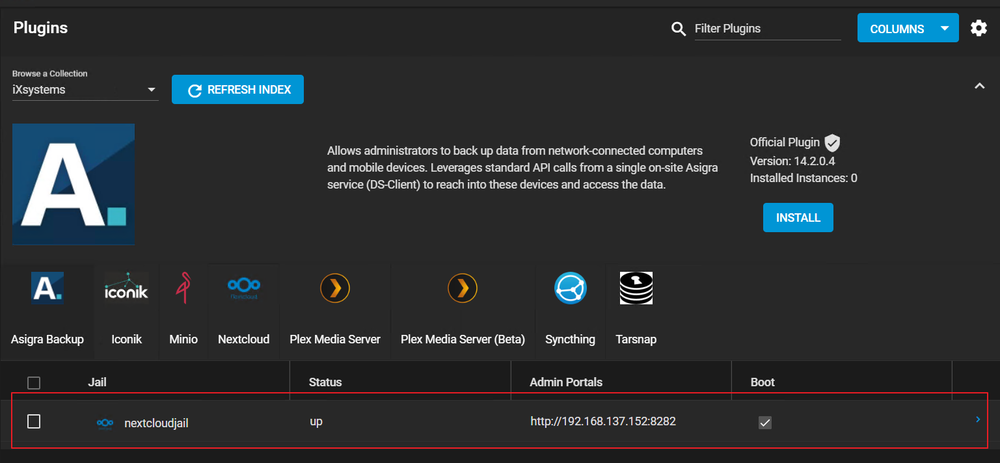 Plugins
Filter Plugins
COLUMNS
Browse a Collection
iXsystems
REFRESH INDEX
A.
Allows administrators to back up data from network-connected computers
and mobile devices. Leverages standard API calls from a single on-site Asigra
service (DS-Client) to reach into these devices and access the data.
Official Plugin
Version: 14.2.0.4
Installed Instances: 0
INSTALL
A.
iconik
Nextcloud
Asigra Backup
Iconik
Minio
Nextcloud
Plex Media Server
Plex Media Server (Beta)
Syncthing
Tarsnap
Jail
Status
Admin Portals
Boot
nextcloudjail
up
http://192.168.137.152:8282